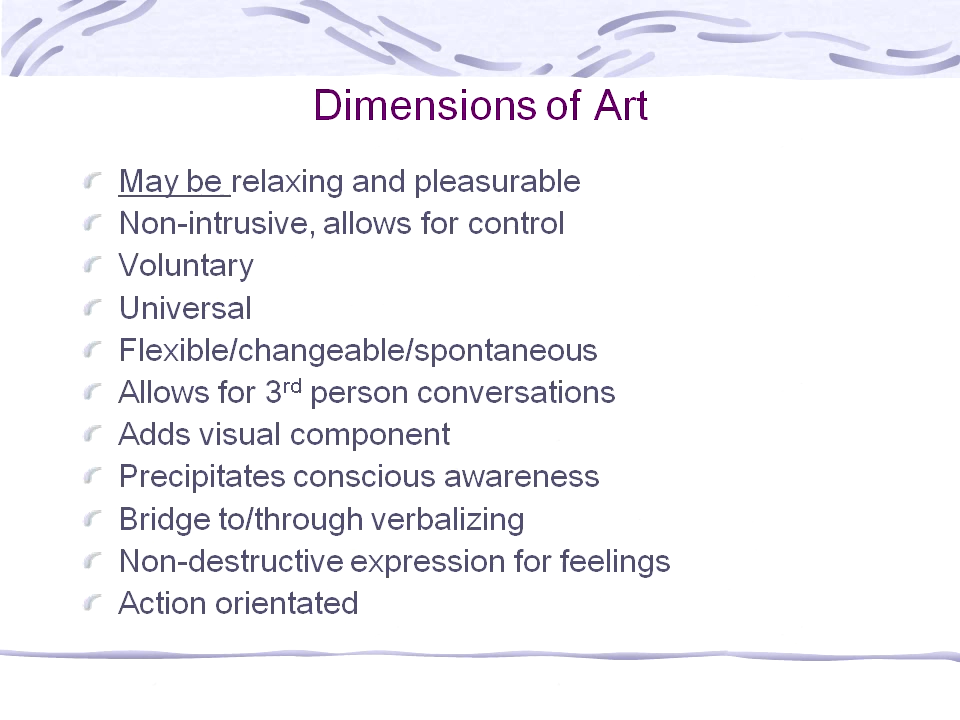 Dimensions of Art
May be relaxing and pleasurable
Non-intrusive, allows for control
Voluntary
Universal
Flexible/changeable/spontaneous
Allows for 3rd person conversations
Adds visual component
Precipitates conscious awareness
Bridge to/through verbalizing
Non-destructive expression for feelings
Action orientated